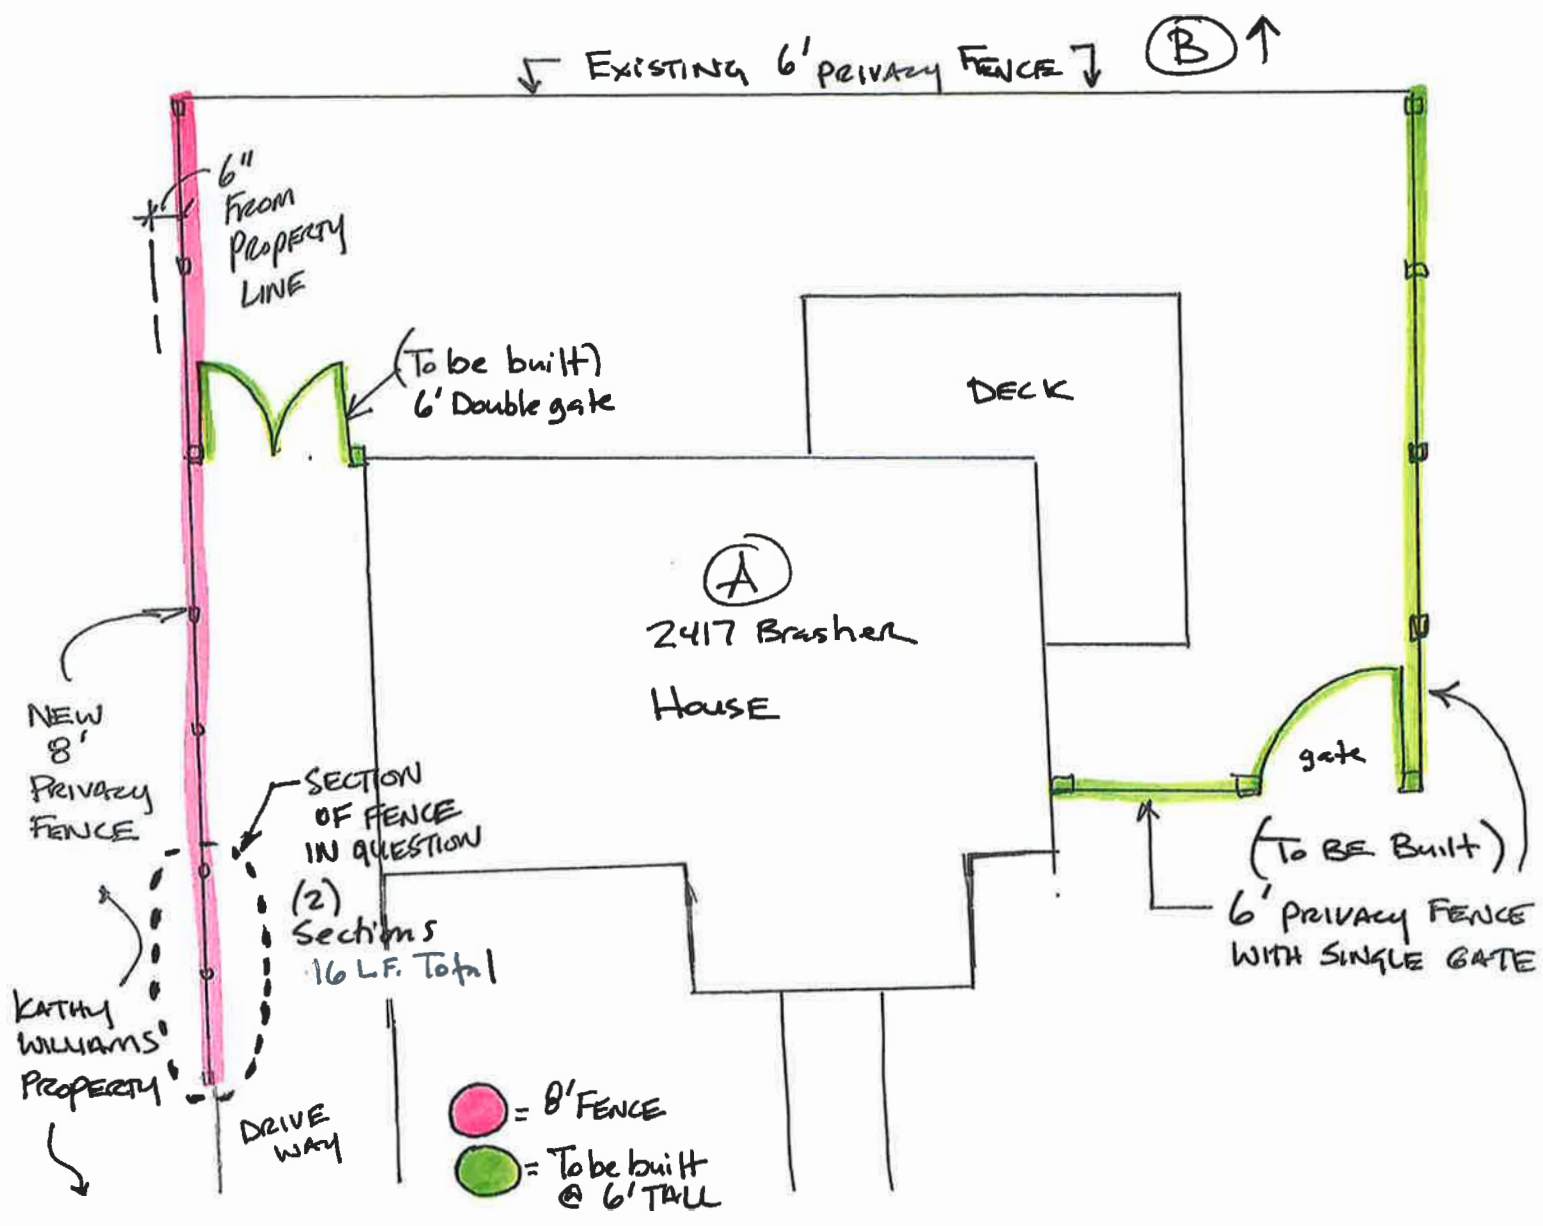 EXISTING 6' PRIVACY FENCE
B
6"
FROM
PROPERTY
LINE
(To be built)
6' Double gate
DECK
A
2417 Brasher
House
NEW
8'
PRIVACY
FENCE
SECTION
OF FENCE
IN QUESTION
(2)
Sections
16 L.F. Total
gate
(To BE Built)
6' PRIVACY FENCE
WITH SINGLE GATE
KATHY
WILLIAMS'
PROPERTY
DRIVE
WAY
= 8' FENCE
= To be built
@ 6' TALL